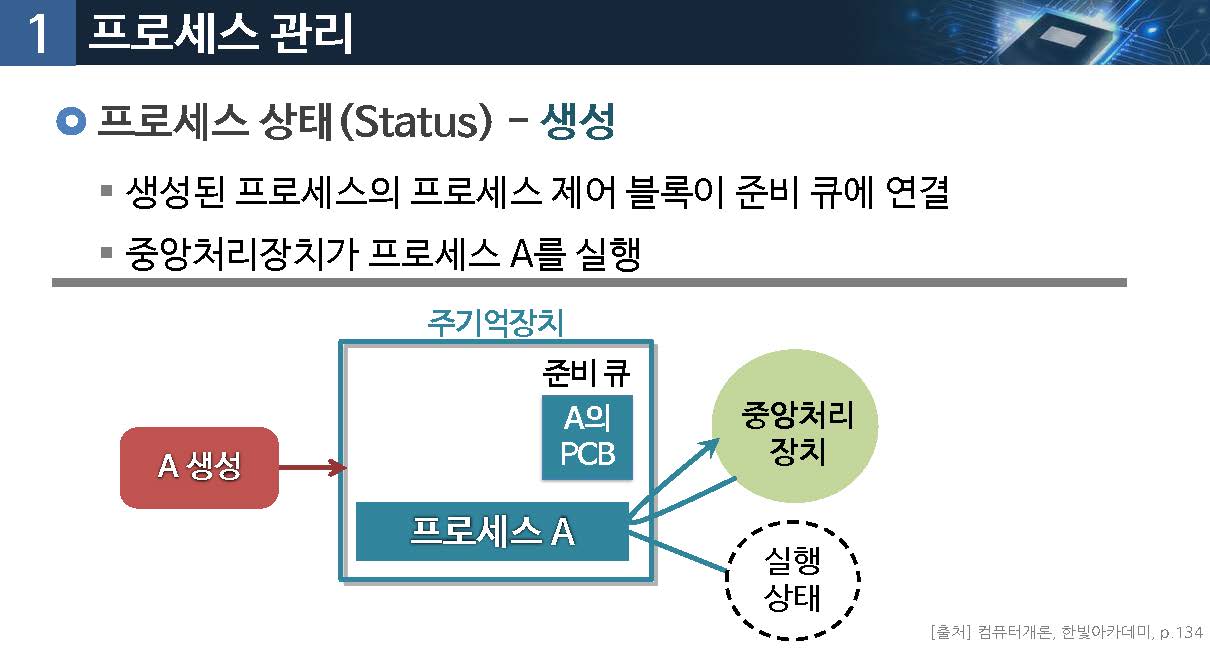 1 프로세스 관리
프로세스 상태(Status) - 생성
생성된 프로세스의 프로세스 제어 블록이 준비 큐에 연결
중앙처리장치가 프로세스 A를 실행
주기억장치
준비 큐
A의
PCB
A 생성
프로세스 A
중앙처리
장치
실행
상태
[출처] 컴퓨터개론, 한빛아카데미, p.134